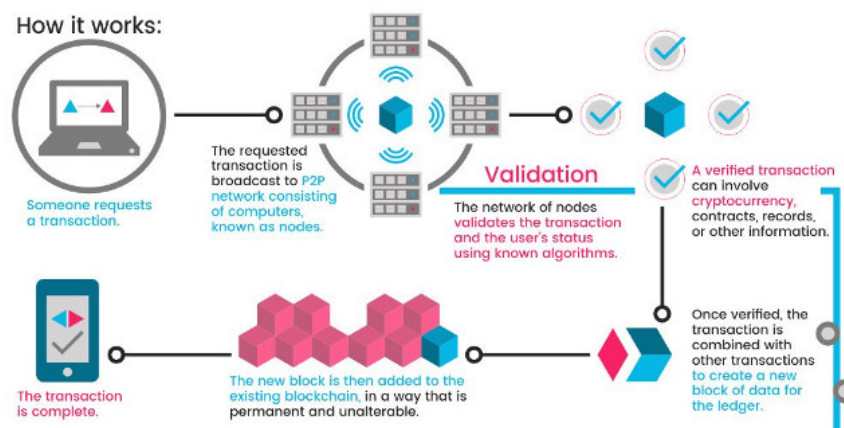 How it works:
Someone requests
a transaction.
The requested
transaction is
broadcast to P2P
network consisting
of computers,
known as nodes.
Validation
The network of nodes
validates the transaction
and the user's status
using known algorithms.
A verified transaction
can involve
cryptocurrency,
contracts, records,
or other information.
Once verified, the
transaction is
combined with
other transactions
to create a new
block of data for
the ledger.
The new block is then added to the
existing blockchain, in a way that is
permanent and unalterable.
The transaction
is complete.